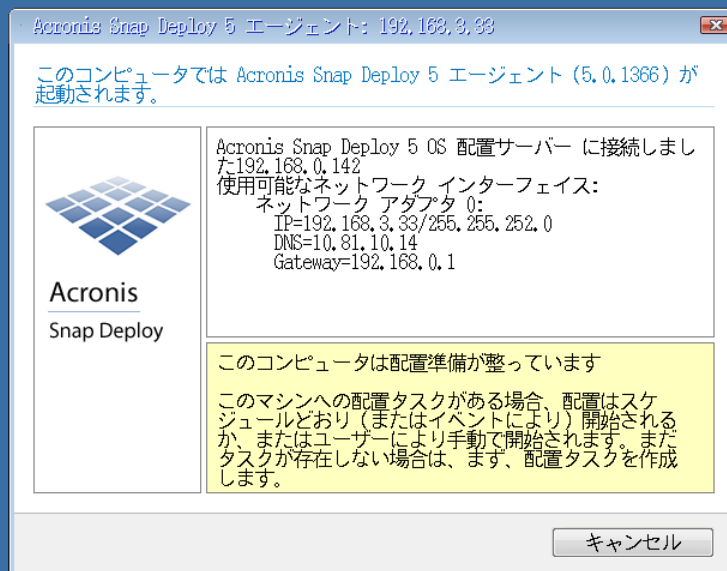 Acronis Snap Deploy 5 エージェント: 192.168.3.33
このコンピュータでは Acronis Snap Deploy 5 エージェント (5.0.1366) が
起動されます。
Acronis Snap Deploy 5 OS 配置サーバー に接続しまし
た192.168.0.142
使用可能なネットワーク インターフェイス:
ネットワーク アダプタ 0:
IP=192.168.3.33/255.255.252.0
DNS=10.81.10.14
Gateway=192.168.0.1
Acronis
Snap Deploy
このコンピュータは配置準備が整っています
このマシンへの配置タスクがある場合、配置はスケ
ジュールどおり (またはイベントにより) 開始される
か、またはユーザーにより手動で開始されます。まだ
タスクが存在しない場合は、まず、配置タスクを作成
します。
キャンセル